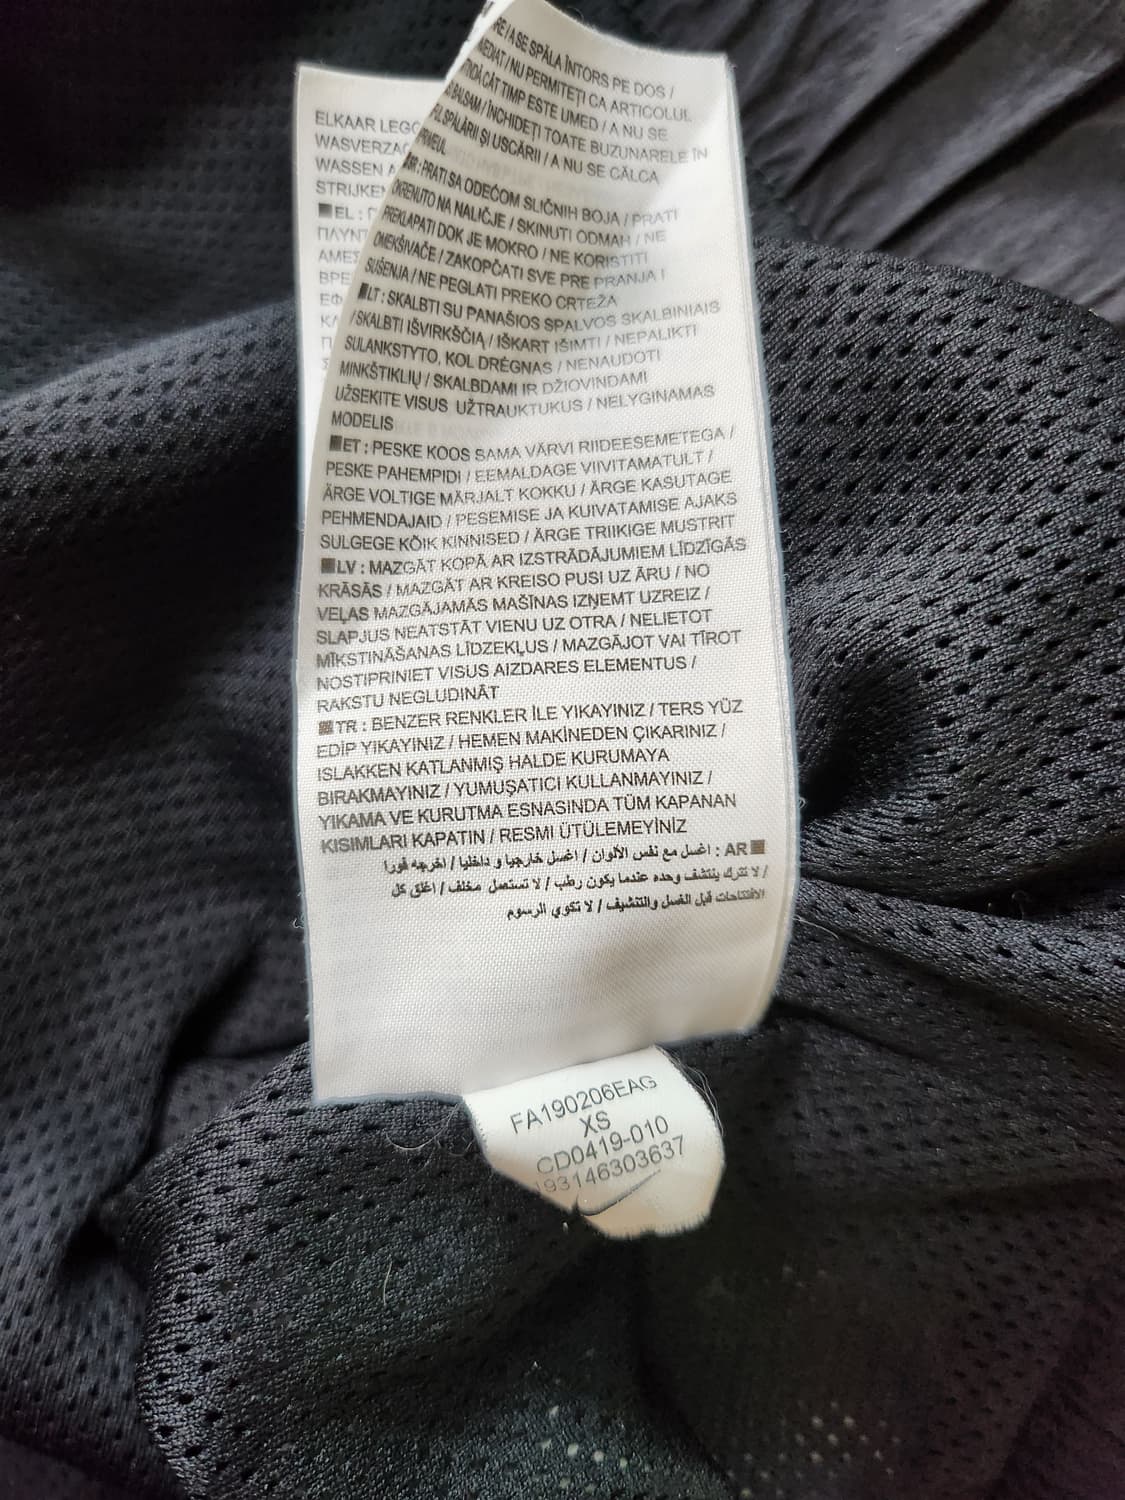 ELKAAR
WASSEN
EL :
/ A SE SPĂLA ÎNTORS PE DOS /
/ NU PERMITEȚI CA ARTICOLUL
CÂT TIMP ESTE UMED / A NU SE
BALSAM / ÎNCHIDEȚI TOATE BUZUNARELE ÎN
SPĂLĂRII ȘI USCĂRII / A NU SE CĂLCA
: PRATI SA ODEĆOM SLIČNIH BOJA / PRATI
NA NALIČJE / SKINUTI ODMAH / NE
PREKLAPATI DOK JE MOKRO / NE KORISTITI
OMEKŠIVAČE / ZAKOPČATI SVE PRE PRANJA I
SUŠENJA / NE PEGLATI PREKO CRTEŽA
LT : SKALBTI SU PANAŠIOS SPALVOS SKALBINIAIS
/ SKALBTI IŠVIRKŠČIĄ / IŠKART IŠIMTI / NEPALIKTI
SULANKSTYTO, KOL DRĖGNAS / NENAUDOTI
MINKŠTIKLIŲ / SKALBDAMI IR DŽIOVINDAMI
UŽSEKITE VISUS UŽTRAUKTUKUS / NELYGINAMAS
MODELIS
ET : PESKE KOOS SAMA VÄRVI RIIDEESEMETEGA /
PESKE PAHEMPIDI / EEMALDAGE VIIVITAMATULT /
ÄRGE VOLTIGE MÄRJALT KOKKU / ÄRGE KASUTAGE
PEHMENDAJAID / PESEMISE JA KUIVATAMISE AJAKS
SULGEGE KÕIK KINNISED / ÄRGE TRIIKIGE MUSTRIT
LV : MAZGĀT KOPĀ AR IZSTRĀDĀJUMIEM LĪDZĪGĀS
KRĀSĀS / MAZGĀT AR KREISO PUSI UZ ĀRU / NO
VEĻAS MAZGĀJAMĀS MAŠĪNAS IZŅEMT UZREIZ /
SLAPJUS NEATSTĀT VIENU UZ OTRA / NELIETOT
MĪKSTINĀŠANAS LĪDZEKĻUS / MAZGĀJOT VAI TĪROT
NOSTIPRINIET VISUS AIZDARES ELEMENTUS /
RAKSTU NEGLUDINĀT
TR : BENZER RENKLER İLE YIKAYINIZ / TERS YÜZ
EDİP YIKAYINIZ / HEMEN MAKİNEDEN ÇIKARINIZ /
ISLAKKEN KATLANMIŞ HALDE KURUMAYA
BIRAKMAYINIZ / YUMUŞATICI KULLANMAYINIZ /
YIKAMA VE KURUTMA ESNASINDA TÜM KAPANAN
KISIMLARI KAPATIN / RESMI ÜTÜLEMEYİNİZ
AR : اغسل مع نفس الألوان / اغسل خارجيا و داخليا / اخرجه فورا
/ لا تترك ينتشف وحده عندما يكون رطب / لا تستعمل مخلف / اغلق كل
الافتتاحات قبل الغسل والتنشيف / لا تكوي الرسوم
FA190206EAG
XS
CD0419-010
193146303637